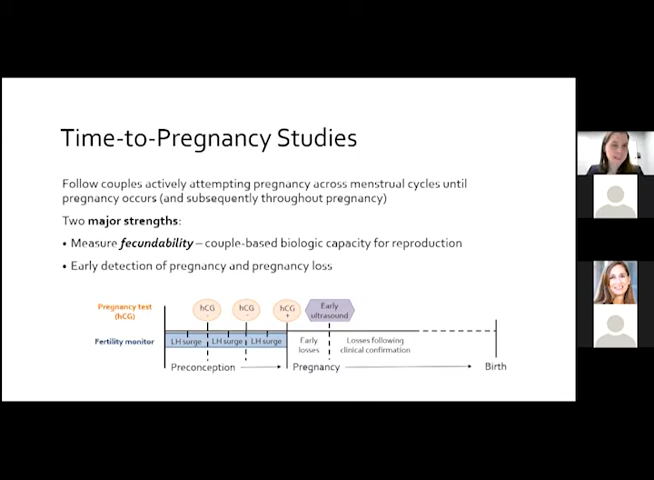 Time-to-Pregnancy Studies
Follow couples actively attempting pregnancy across menstrual cycles until
pregnancy occurs (and subsequently throughout pregnancy)
Two major strengths:
• Measure fecundability – couple-based biologic capacity for reproduction
• Early detection of pregnancy and pregnancy loss
Pregnancy test
(hCG)
hCG
-
hCG
-
hCG
+
Early
ultrasound
Fertility monitor
LH surge
LH surge
LH surge
Early
losses
Losses following
clinical confirmation
Preconception
Pregnancy
Birth